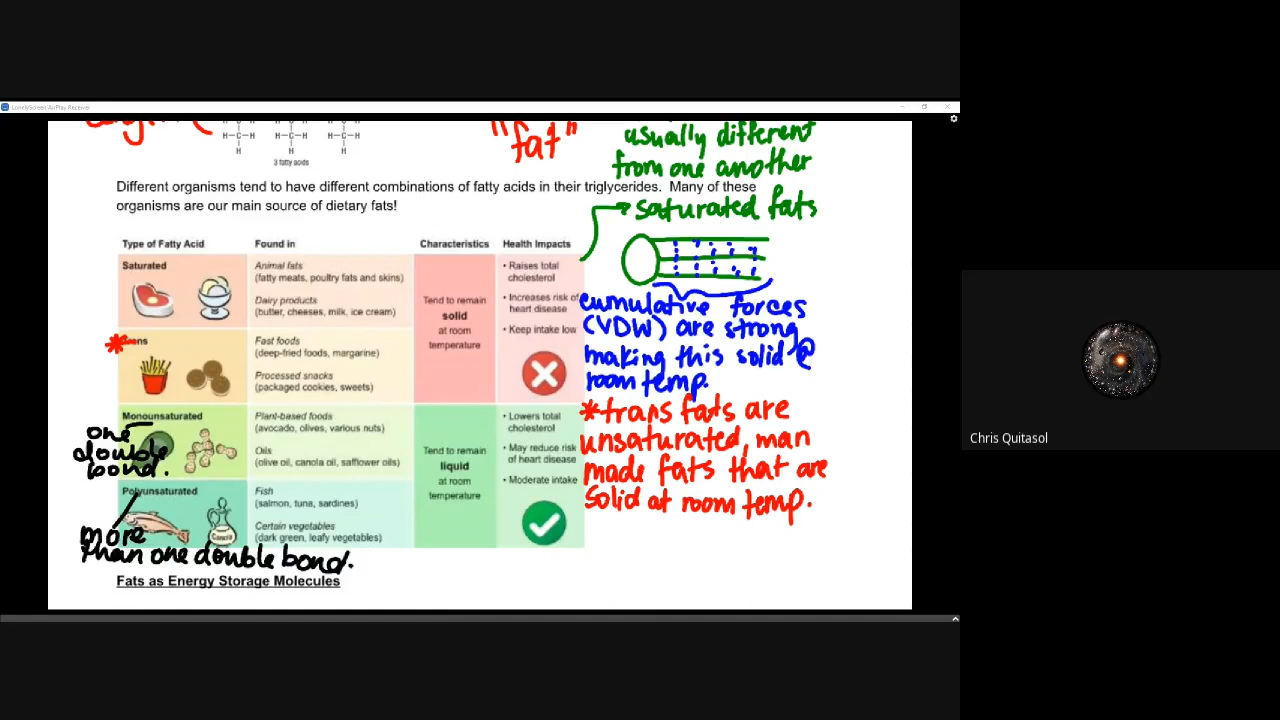 LonelyScreen AirPlay Receiver
H H H
H-C-H H-C-H H-C-H
H H H
3 fatty acids
"fat"
usually different
from one another
Different organisms tend to have different combinations of fatty acids in their triglycerides. Many of these
organisms are our main source of dietary fats!
saturated fats
Type of Fatty Acid Found in Characteristics Health Impacts
Saturated
Animal fats
(fatty meats, poultry fats and skins)
Dairy products
(butter, cheeses, milk, ice cream)
Tend to remain
solid
at room
temperature
• Raises total
cholesterol
• Increases risk of
heart disease
• Keep intake low
cumulative forces
(VDW) are strong
making this solid @
room temp.
*
Fast foods
(deep-fried foods, margarine)
Processed snacks
(packaged cookies, sweets)
*trans fats are
unsaturated, man
made fats that are
solid at room temp.
Monounsaturated
one
double
bond.
Plant-based foods
(avocado, olives, various nuts)
Oils
(olive oil, canola oil, safflower oils)
Tend to remain
liquid
at room
temperature
• Lowers total
cholesterol
• May reduce risk
of heart disease
• Moderate intake
Polyunsaturated
Canola
more
than one double bond.
Fish
(salmon, tuna, sardines)
Certain vegetables
(dark green, leafy vegetables)
Fats as Energy Storage Molecules
Chris Quitasol